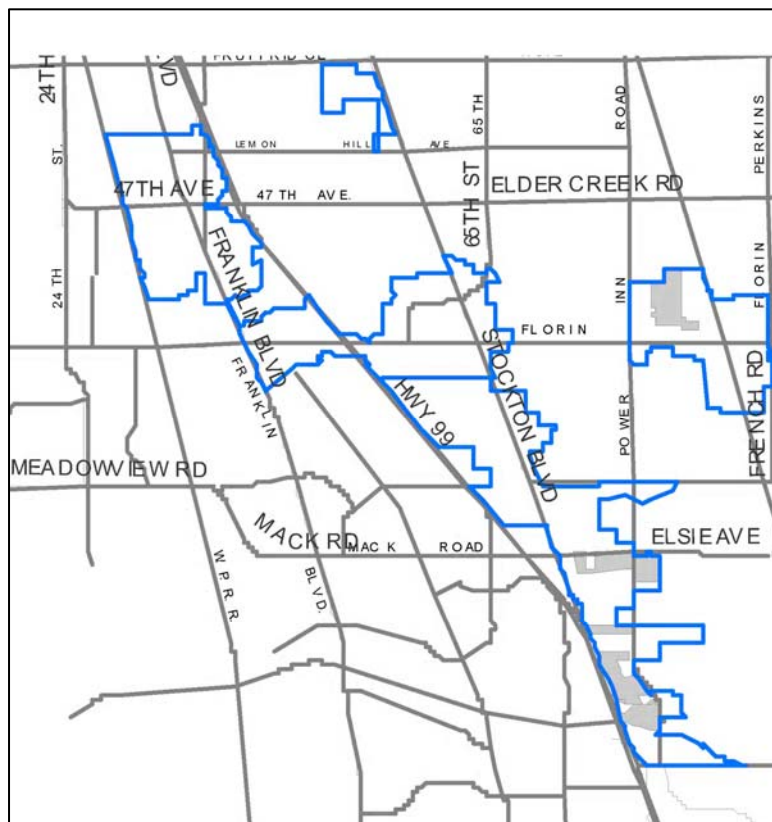 24TH
ST.
VD
FRUITRIDGE
65 TH
ROAD
PERKINS
LEMON HILL AVE
47TH AVE
47 TH AVE.
65TH ST
ELDER CREEK RD
24 TH
FRANKLIN BLVD
FRANKLIN
BLVD.
INN
FLORIN
FLORIN
STOCKTON BLVD
HWY 99
POWER
FRENCH RD
MEADOWVIEW RD
MACK RD
MACK ROAD
ELSIE AVE
W.P.R.R.